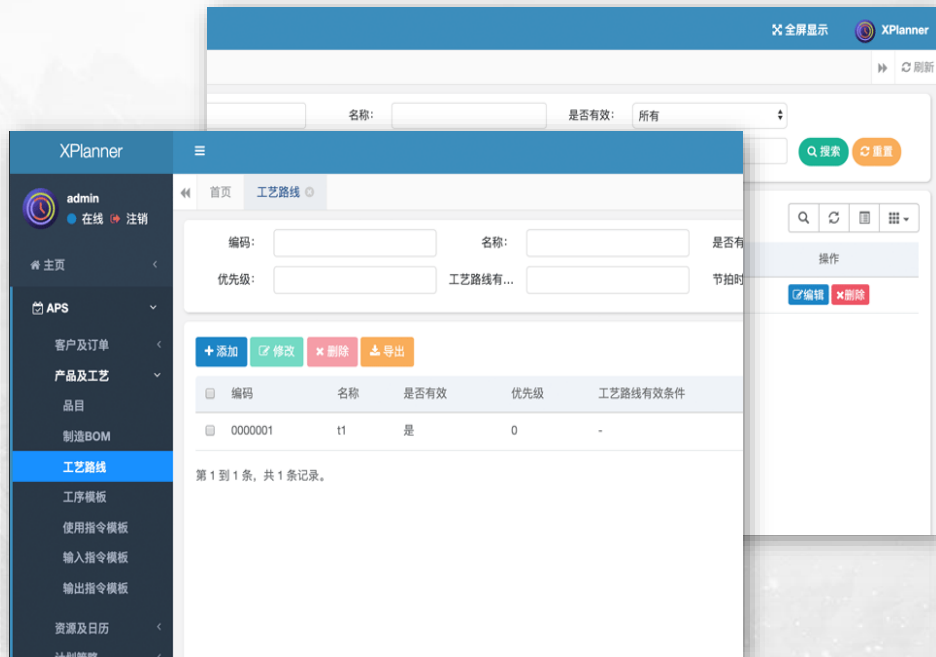 全屏显示 XPlanner
刷新
名称: 是否有效: 所有
搜索 重置
操作
编辑 删除
XPlanner
admin
在线 注销
主页
APS
客户及订单
产品及工艺
品目
制造BOM
工艺路线
工序模板
使用指令模板
输入指令模板
输出指令模板
资源及日历
首页 工艺路线
编码: 名称: 是否有
优先级: 工艺路线有... 节拍时
添加 修改 删除 导出
编码 名称 是否有效 优先级 工艺路线有效条件
0000001 t1 是 0 -
第 1 到 1 条，共 1 条记录。